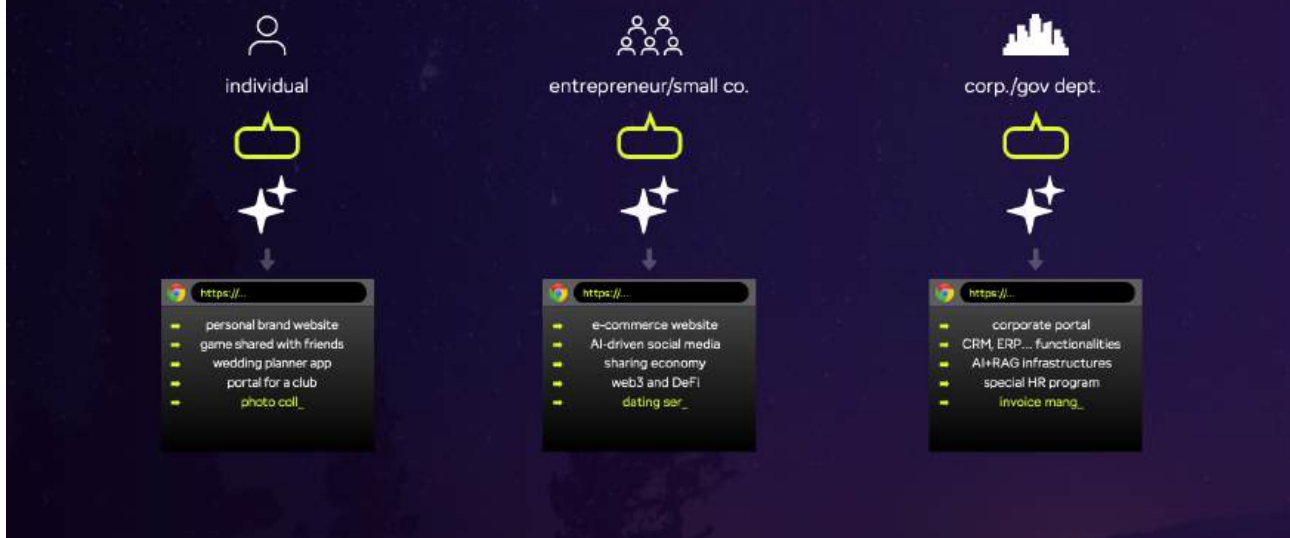 individual
entrepreneur/small co.
corp./gov dept.
https://...
personal brand website
game shared with friends
wedding planner app
portal for a club
photo coll_
https://...
e-commerce website
AI-driven social media
sharing economy
web3 and DeFi
dating ser_
https://...
corporate portal
CRM, ERP... functionalities
AI+RAG infrastructures
special HR program
invoice mang_